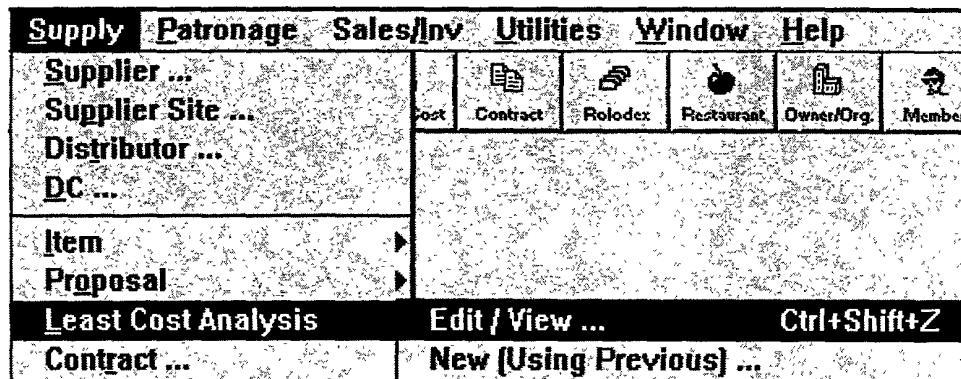 Supply Patronage Sales/Inv Utilities Window Help
Supplier ...
Supplier Site ...
Cost Contract Rolodex Restaurant Owner/Org. Membe
Distributor ...
DC ...
Item
Proposal
Least Cost Analysis Edit / View ... Ctrl+Shift+Z
Contract ... New (Using Previous) ...